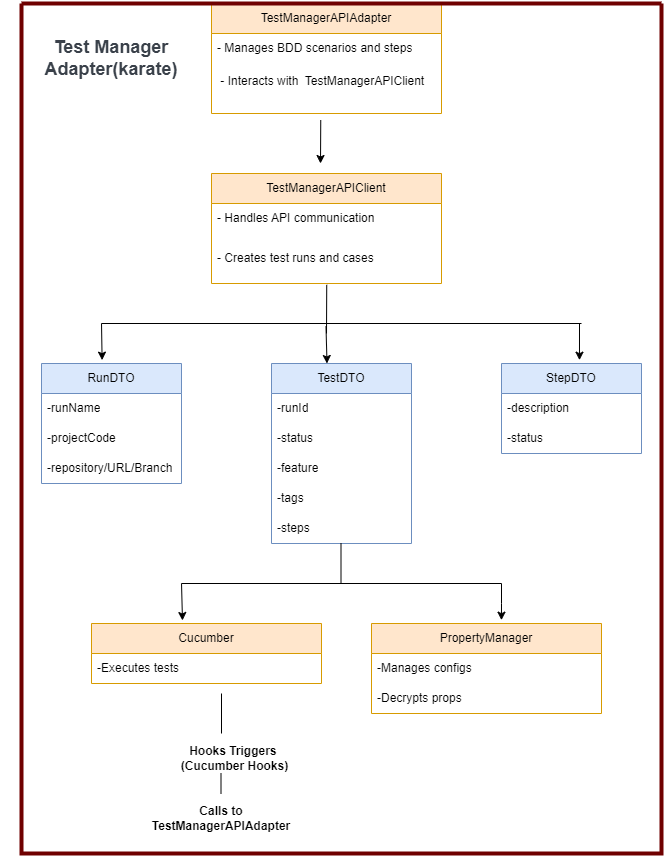 TestManagerAPIAdapter
Test Manager
Adapter(karate)
- Manages BDD scenarios and steps
- Interacts with TestManagerAPIClient
TestManagerAPIClient
- Handles API communication
- Creates test runs and cases
RunDTO
-runName
-projectCode
-repository/URL/Branch
TestDTO
-runId
-status
-feature
-tags
-steps
StepDTO
-description
-status
Cucumber
-Executes tests
PropertyManager
-Manages configs
-Decrypts props
Hooks Triggers
(Cucumber Hooks)
Calls to
TestManagerAPIAdapter